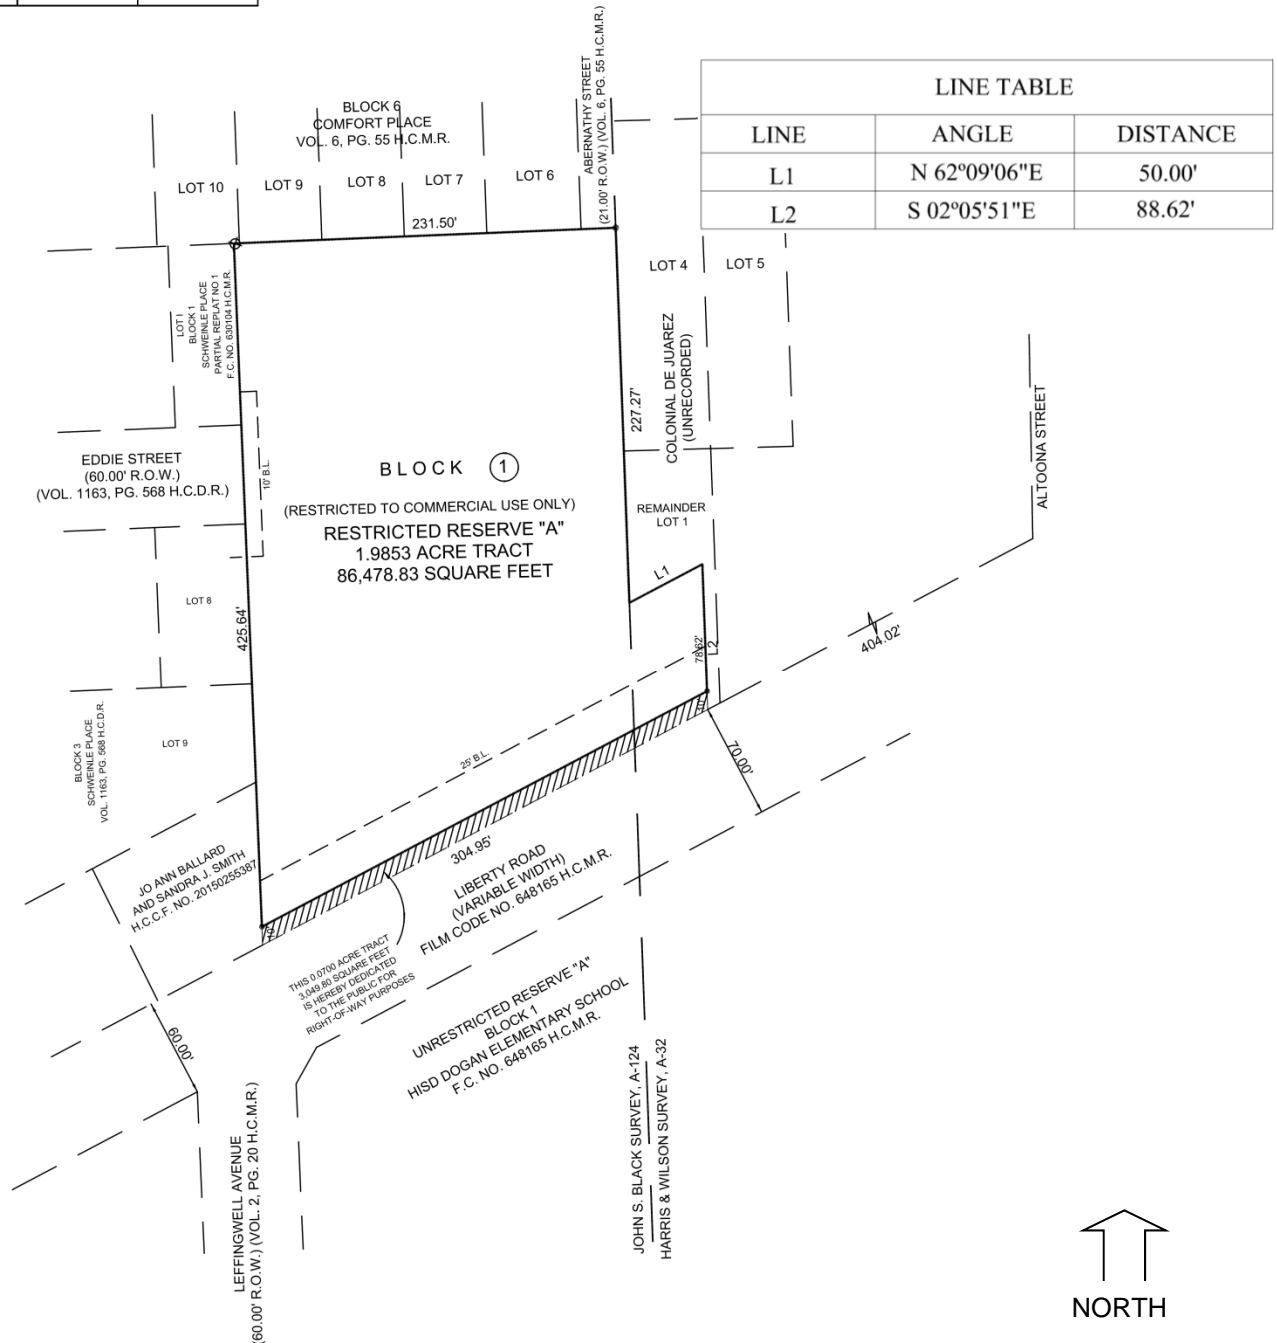 LINE TABLE
LINE ANGLE DISTANCE
L1 N 62º09'06"E 50.00'
L2 S 02º05'51"E 88.62'
BLOCK 6
COMFORT PLACE
VOL. 6, PG. 55 H.C.M.R.
ABERNATHY STREET
(21.00' R.O.W.) (VOL. 6, PG. 55 H.C.M.R.)
LOT 10
LOT 9
LOT 8
LOT 7
LOT 6
231.50'
LOT 4
LOT 5
LOT I
BLOCK 1
SCHWEINLE PLACE
PARTIAL REPLAT NO 1
F.C. NO. 630104 H.C.M.R.
COLONIAL DE JUAREZ
(UNRECORDED)
227.27'
ALTOONA STREET
EDDIE STREET
(60.00' R.O.W.)
(VOL. 1163, PG. 568 H.C.D.R.)
10' B.L.
BLOCK 1
(RESTRICTED TO COMMERCIAL USE ONLY)
RESTRICTED RESERVE "A"
1.9853 ACRE TRACT
86,478.83 SQUARE FEET
REMAINDER
LOT 1
L1
LOT 8
425.64'
78.62'
L2
404.02'
10'
70.00'
BLOCK 3
SCHWEINLE PLACE
VOL. 1163, PG. 568 H.C.D.R.
LOT 9
25' B.L.
304.95'
JO ANN BALLARD
AND SANDRA J. SMITH
H.C.C.F. NO. 20150255387
LIBERTY ROAD
(VARIABLE WIDTH)
FILM CODE NO. 648165 H.C.M.R.
10'
THIS 0.0700 ACRE TRACT
3,049.80 SQUARE FEET
IS HEREBY DEDICATED
TO THE PUBLIC FOR
RIGHT-OF-WAY PURPOSES
60.00'
UNRESTRICTED RESERVE "A"
BLOCK 1
HISD DOGAN ELEMENTARY SCHOOL
F.C. NO. 648165 H.C.M.R.
LEFFINGWELL AVENUE
(60.00' R.O.W.) (VOL. 2, PG. 20 H.C.M.R.)
JOHN S. BLACK SURVEY, A-124
HARRIS & WILSON SURVEY, A-32
NORTH